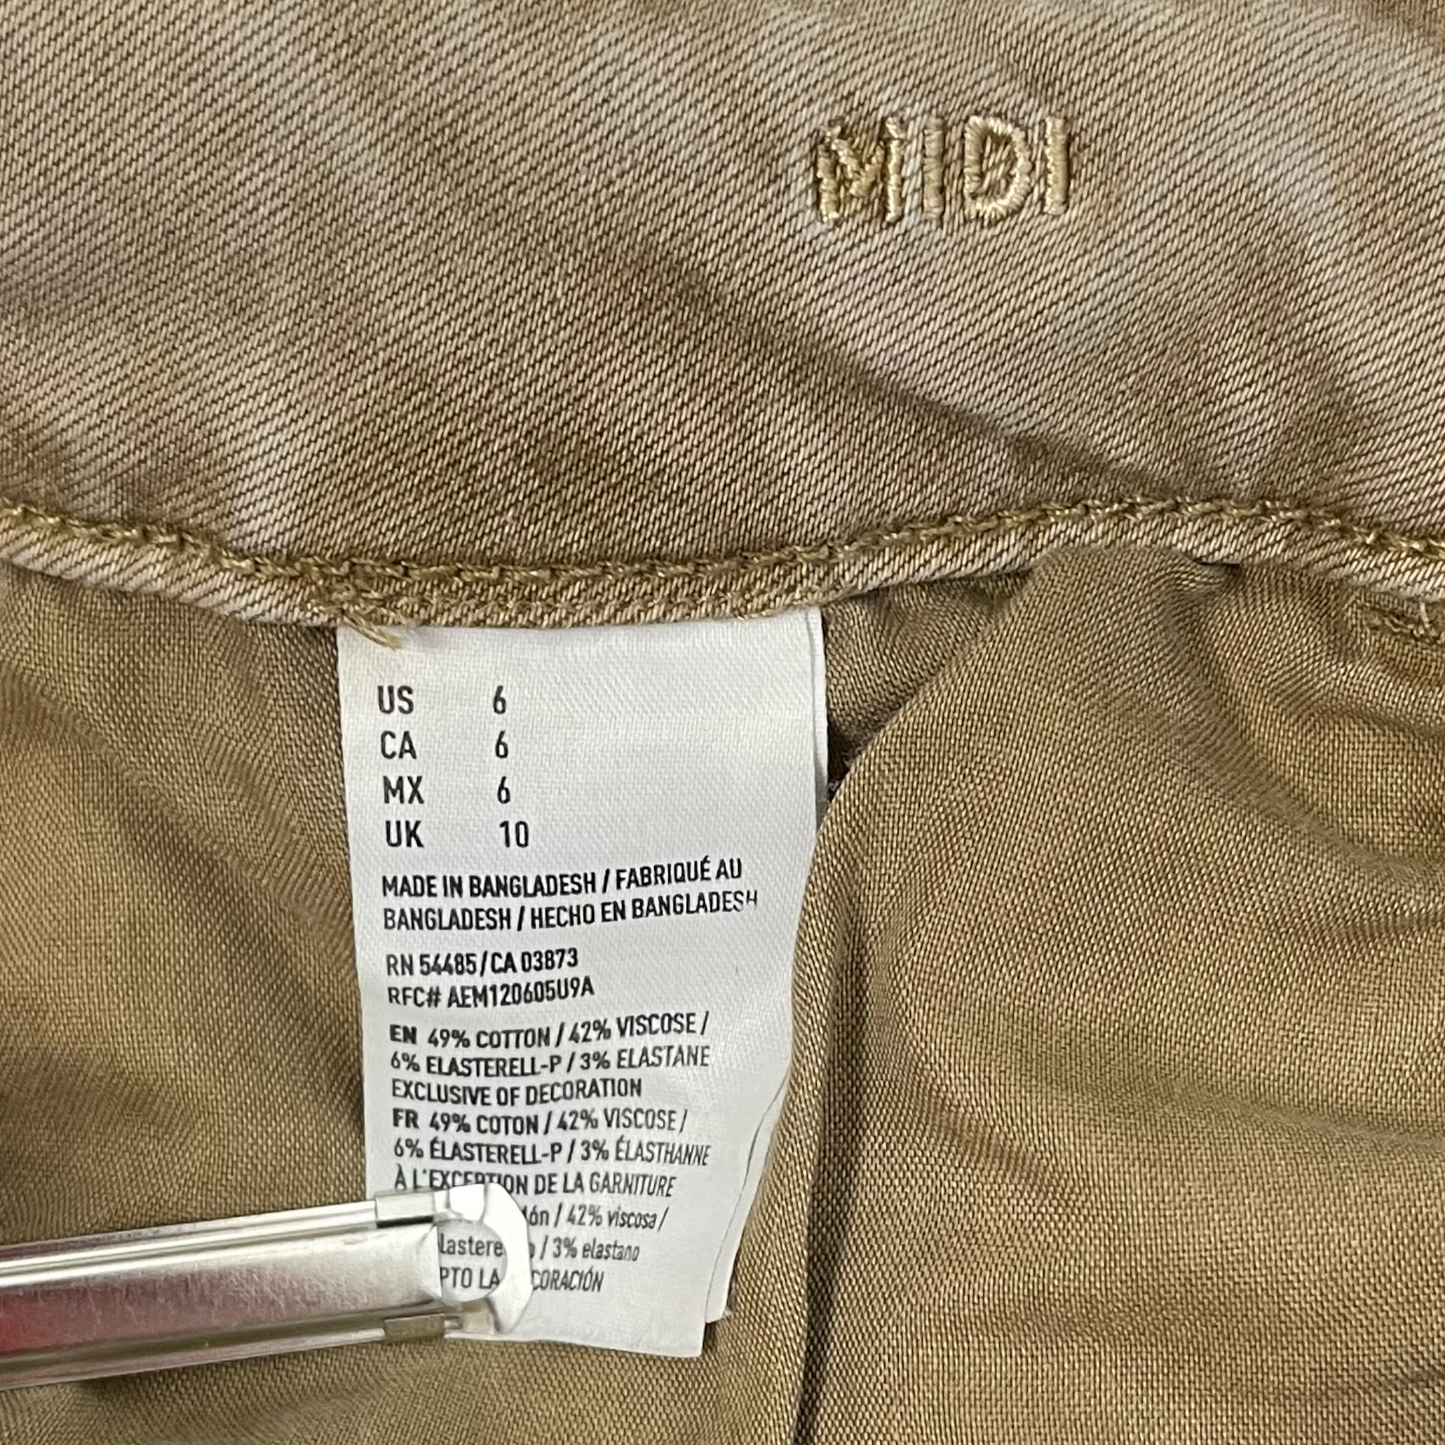 MIDI
US 6
CA 6
MX 6
UK 10
MADE IN BANGLADESH / FABRIQUÉ AU
BANGLADESH / HECHO EN BANGLADESH
RN 54485/CA 03873
RFC# AEM120605U9A
EN 49% COTTON / 42% VISCOSE /
6% ELASTERELL-P / 3% ELASTANE
EXCLUSIVE OF DECORATION
FR 49% COTON / 42% VISCOSE /
6% ÉLASTERELL-P / 3% ÉLASTHANNE
À L'EXCEPTION DE LA GARNITURE
/ 42% viscosa /
/ 3% elastano
LA